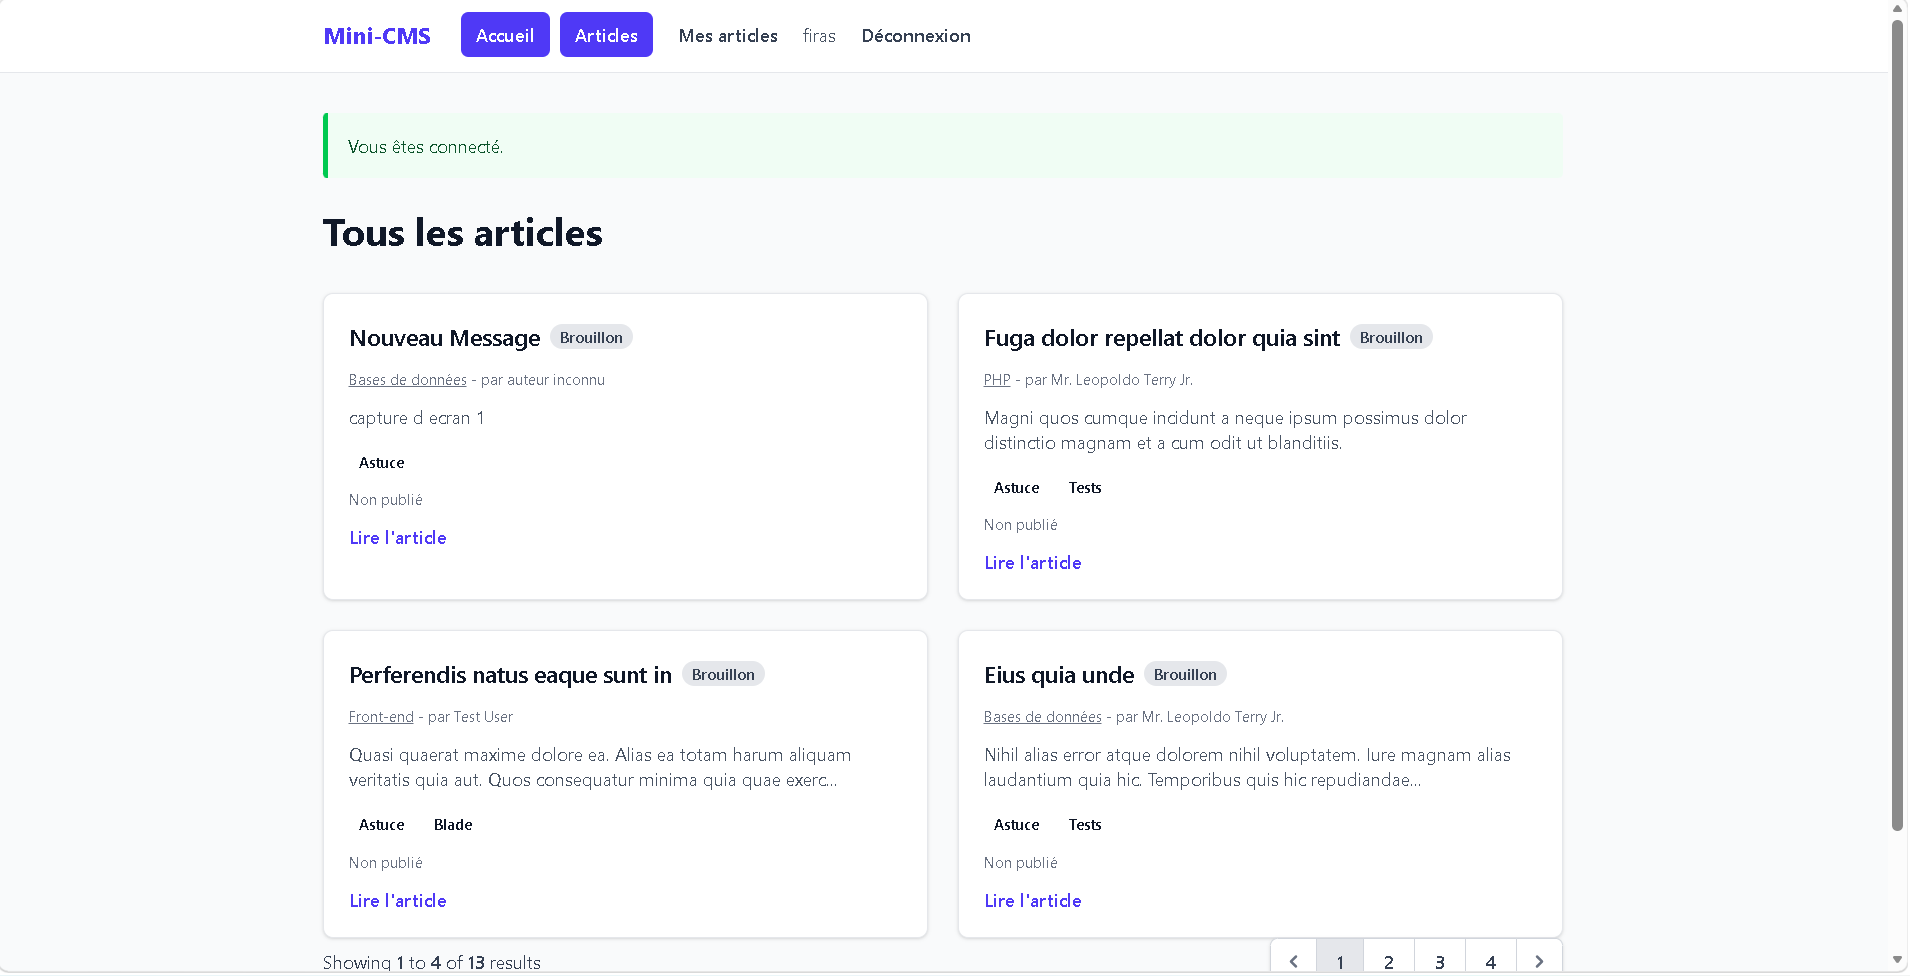 Mini-CMS Accueil Articles Mes articles firas Déconnexion
Vous êtes connecté.
Tous les articles
Nouveau Message Brouillon
Bases de données - par auteur inconnu
capture d ecran 1
Astuce
Non publié
Lire l'article
Fuga dolor repellat dolor quia sint Brouillon
PHP - par Mr. Leopoldo Terry Jr.
Magni quos cumque incidunt a neque ipsum possimus dolor
distinctio magnam et a cum odit ut blanditiis.
Astuce Tests
Non publié
Lire l'article
Perferendis natus eaque sunt in Brouillon
Front-end - par Test User
Quasi quaerat maxime dolore ea. Alias ea totam harum aliquam
veritatis quia aut. Quos consequatur minima quia quae exerc...
Astuce Blade
Non publié
Lire l'article
Eius quia unde Brouillon
Bases de données - par Mr. Leopoldo Terry Jr.
Nihil alias error atque dolorem nihil voluptatem. Iure magnam alias
laudantium quia hic. Temporibus quis hic repudiandae...
Astuce Tests
Non publié
Lire l'article
Showing 1 to 4 of 13 results
1 2 3 4